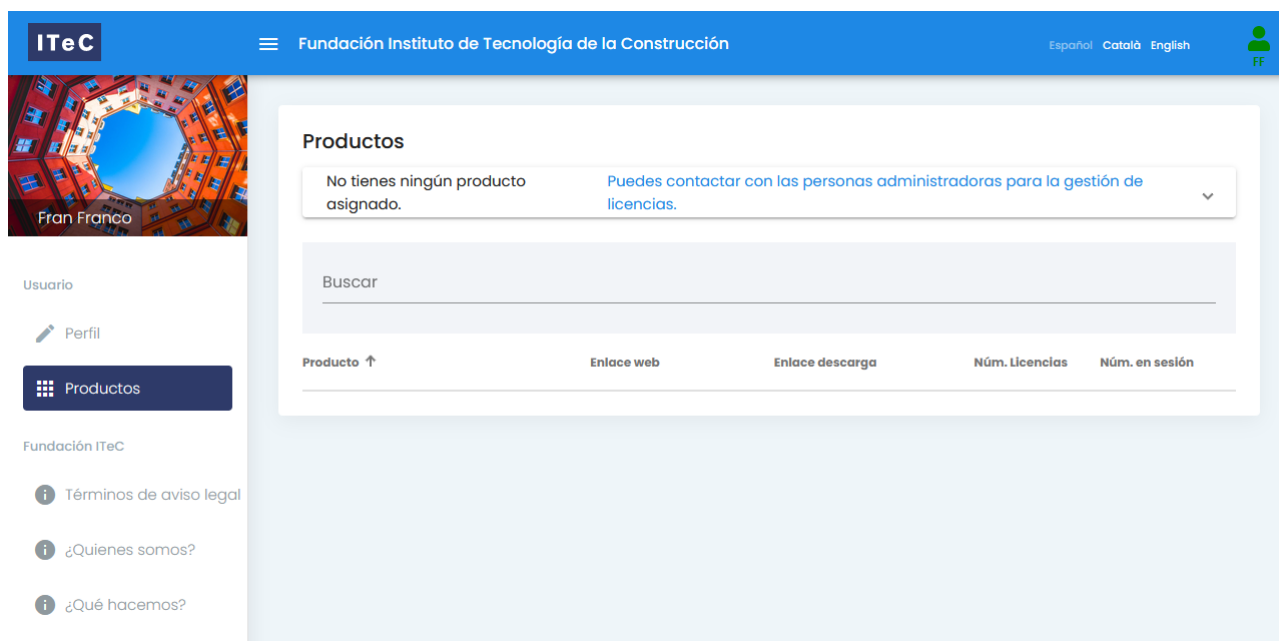 ITeC
Fundación Instituto de Tecnología de la Construcción
Español Català English
FF
Fran Franco
Usuario
Perfil
Productos
Fundación ITeC
Términos de aviso legal
¿Quienes somos?
¿Qué hacemos?
Productos
No tienes ningún producto
asignado.
Puedes contactar con las personas administradoras para la gestión de
licencias.
Buscar
Producto ↑ Enlace web Enlace descarga Núm. Licencias Núm. en sesión